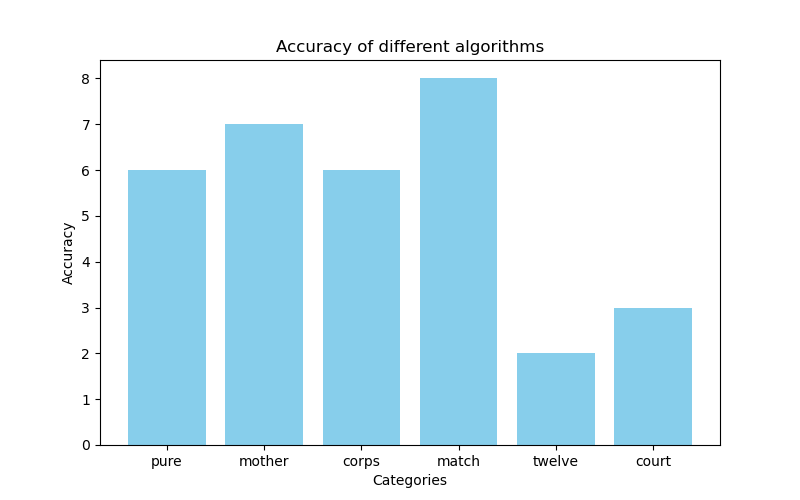 Accuracy of different algorithms
Accuracy
8
7
6
5
4
3
2
1
0
pure mother corps match twelve court
Categories